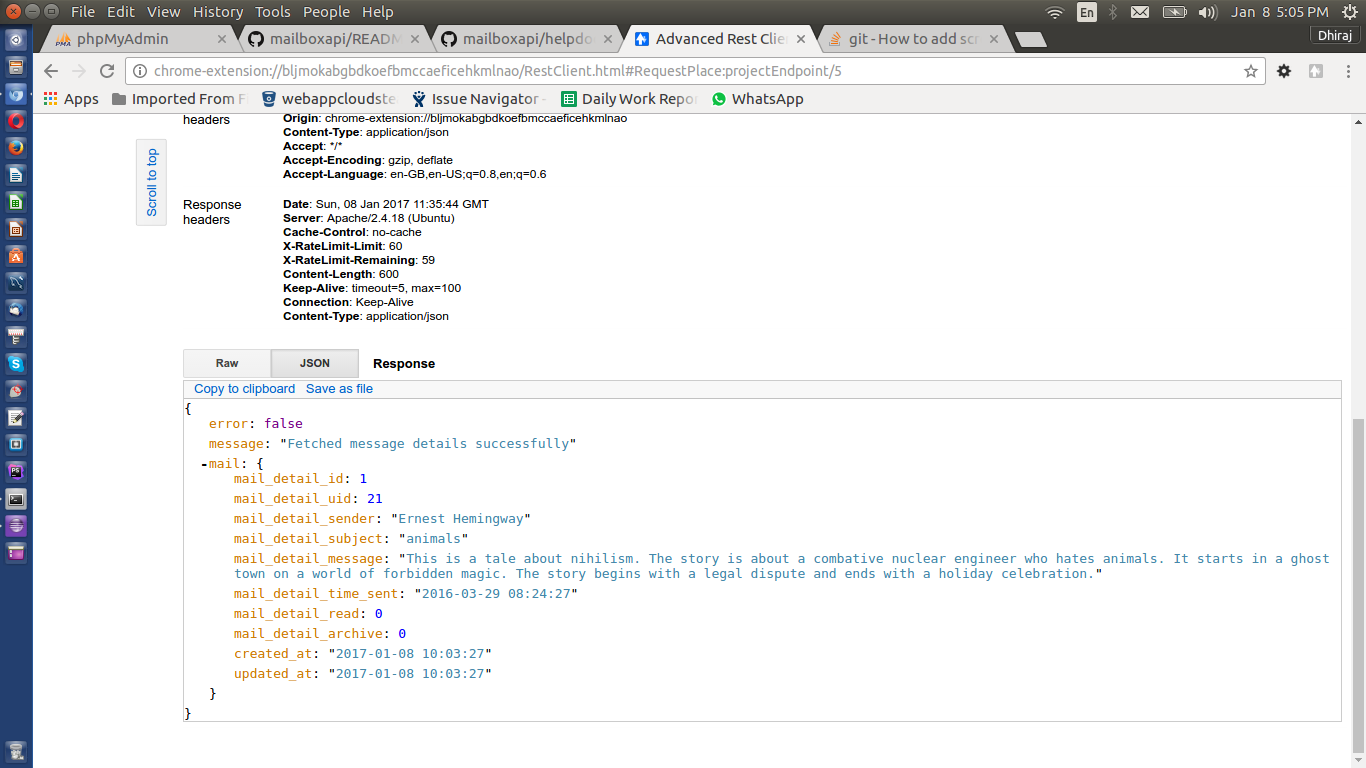 File Edit View History Tools People Help
En
Jan 8 5:05 PM
phpMyAdmin
mailboxapi/READM
mailboxapi/helpdo
Advanced Rest Clie
git - How to add scr
Dhiraj
chrome-extension://bljmokabgbdkoefbmccaeficehkmlnao/RestClient.html#RequestPlace:projectEndpoint/5
Apps
Imported From F
webappcloudste
Issue Navigator -
Daily Work Repo
WhatsApp
Scroll to top
headers
Origin: chrome-extension://bljmokabgbdkoefbmccaeficehkmlnao
Content-Type: application/json
Accept: */*
Accept-Encoding: gzip, deflate
Accept-Language: en-GB,en-US;q=0.8,en;q=0.6
Response
headers
Date: Sun, 08 Jan 2017 11:35:44 GMT
Server: Apache/2.4.18 (Ubuntu)
Cache-Control: no-cache
X-RateLimit-Limit: 60
X-RateLimit-Remaining: 59
Content-Length: 600
Keep-Alive: timeout=5, max=100
Connection: Keep-Alive
Content-Type: application/json
Raw JSON Response
Copy to clipboard Save as file
{
error: false
message: "Fetched message details successfully"
-mail: {
mail_detail_id: 1
mail_detail_uid: 21
mail_detail_sender: "Ernest Hemingway"
mail_detail_subject: "animals"
mail_detail_message: "This is a tale about nihilism. The story is about a combative nuclear engineer who hates animals. It starts in a ghost
town on a world of forbidden magic. The story begins with a legal dispute and ends with a holiday celebration."
mail_detail_time_sent: "2016-03-29 08:24:27"
mail_detail_read: 0
mail_detail_archive: 0
created_at: "2017-01-08 10:03:27"
updated_at: "2017-01-08 10:03:27"
}
}